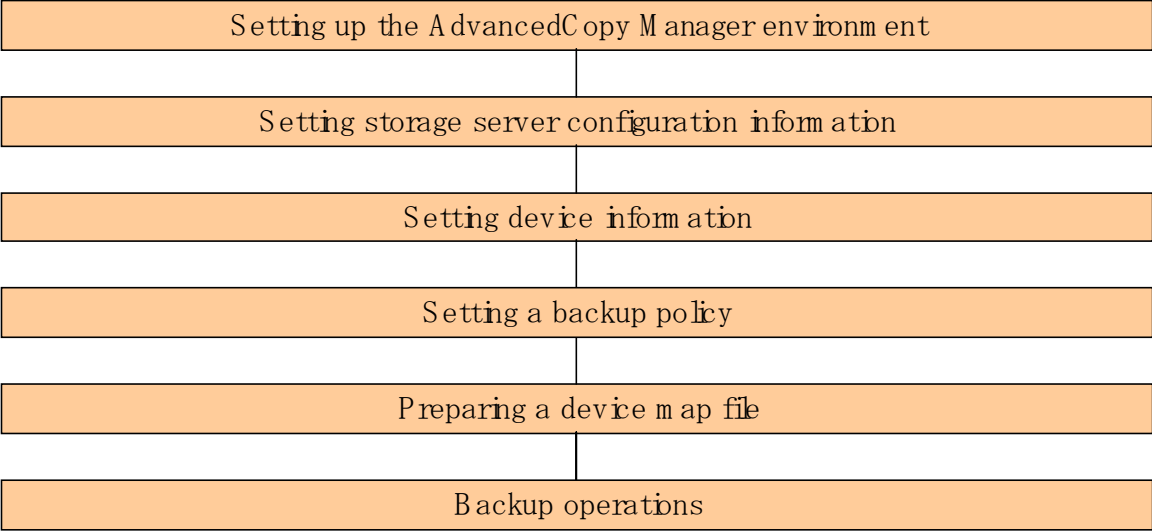 Setting up the AdvancedCopy Manager environment
Setting storage server configuration information
Setting device information
Setting a backup policy
Preparing a device map file
Backup operations